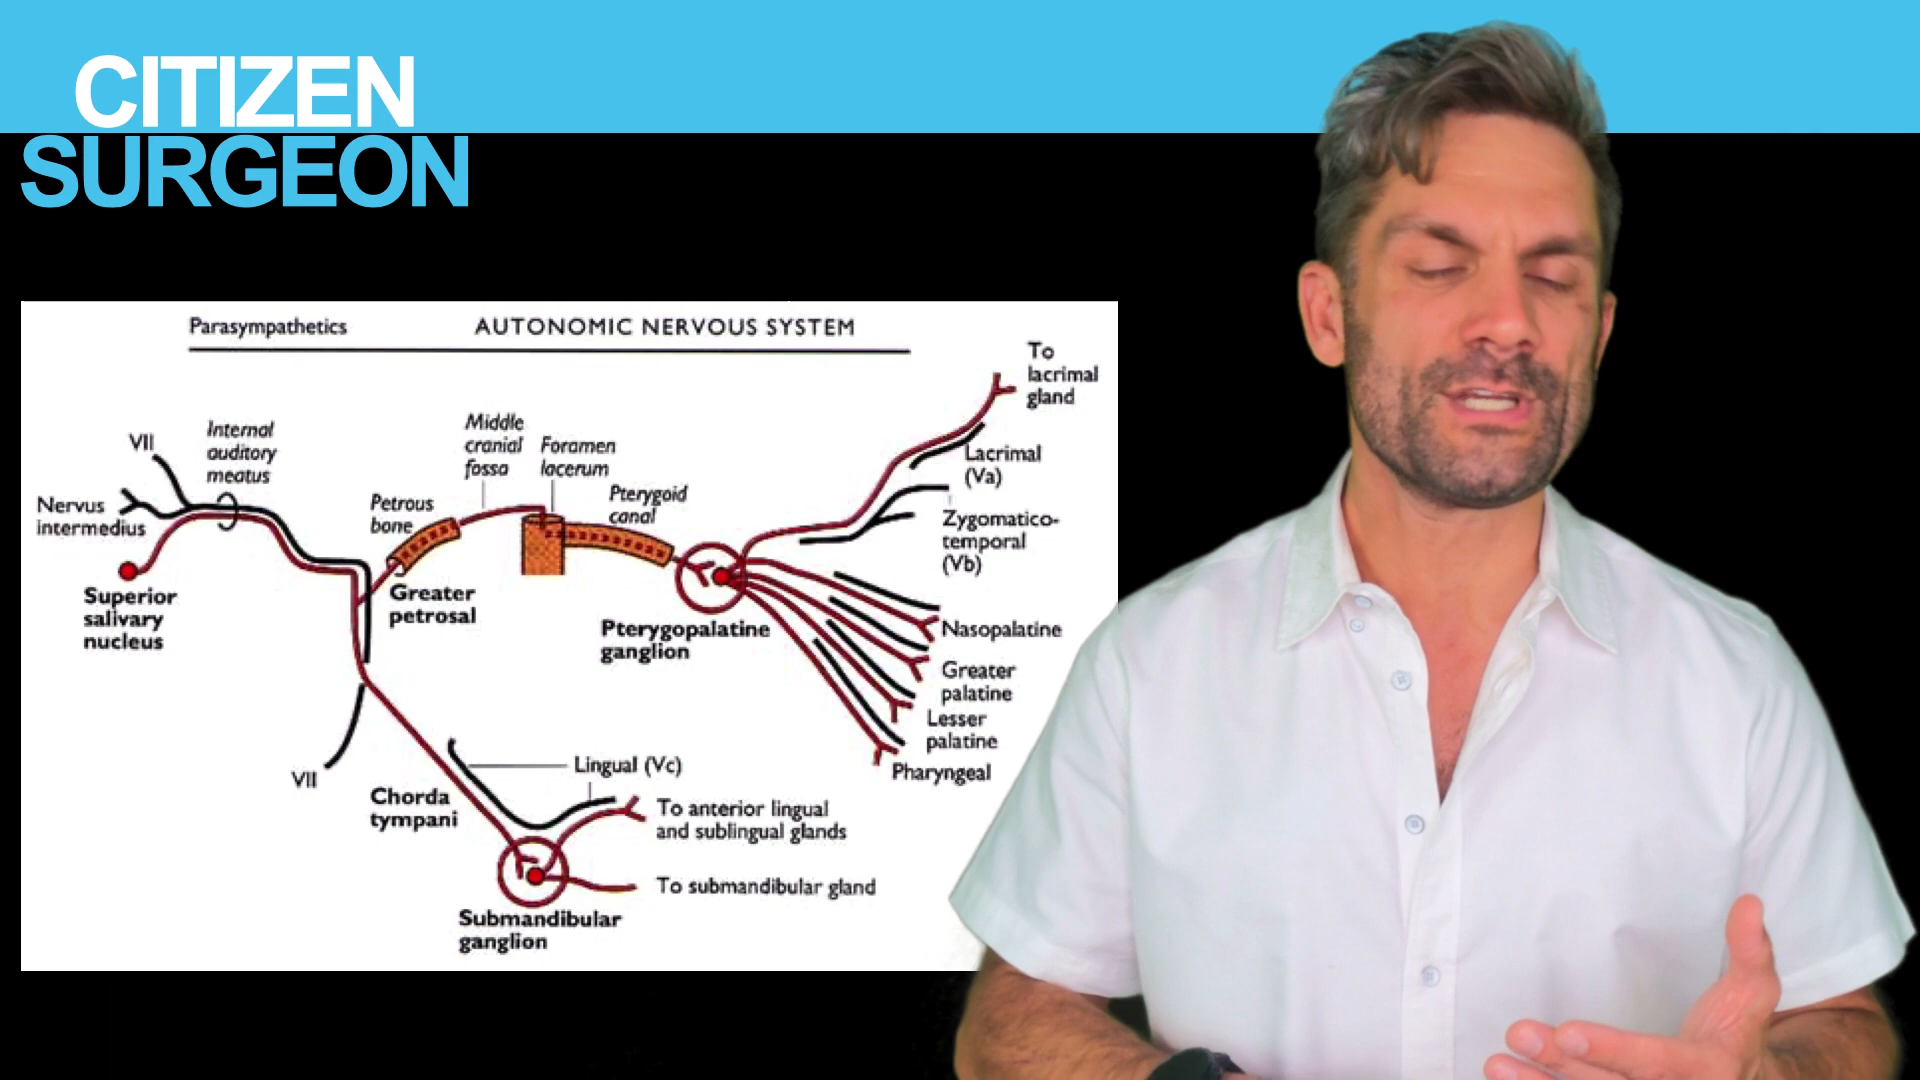 CITIZEN
SURGEON
Parasympathetics
AUTONOMIC NERVOUS SYSTEM
To
lacrimal
gland
Middle
cranial
fossa
Foramen
lacerum
Internal
auditory
meatus
VII
Lacrimal
(Va)
Nervus
intermedius
Petrous
bone
Pterygoid
canal
Zygomatico-
temporal
(Vb)
Superior
salivary
nucleus
Greater
petrosal
Pterygopalatine
ganglion
Nasopalatine
Greater
palatine
Lesser
palatine
Pharyngeal
VII
Lingual (Vc)
Chorda
tympani
To anterior lingual
and sublingual glands
To submandibular gland
Submandibular
ganglion